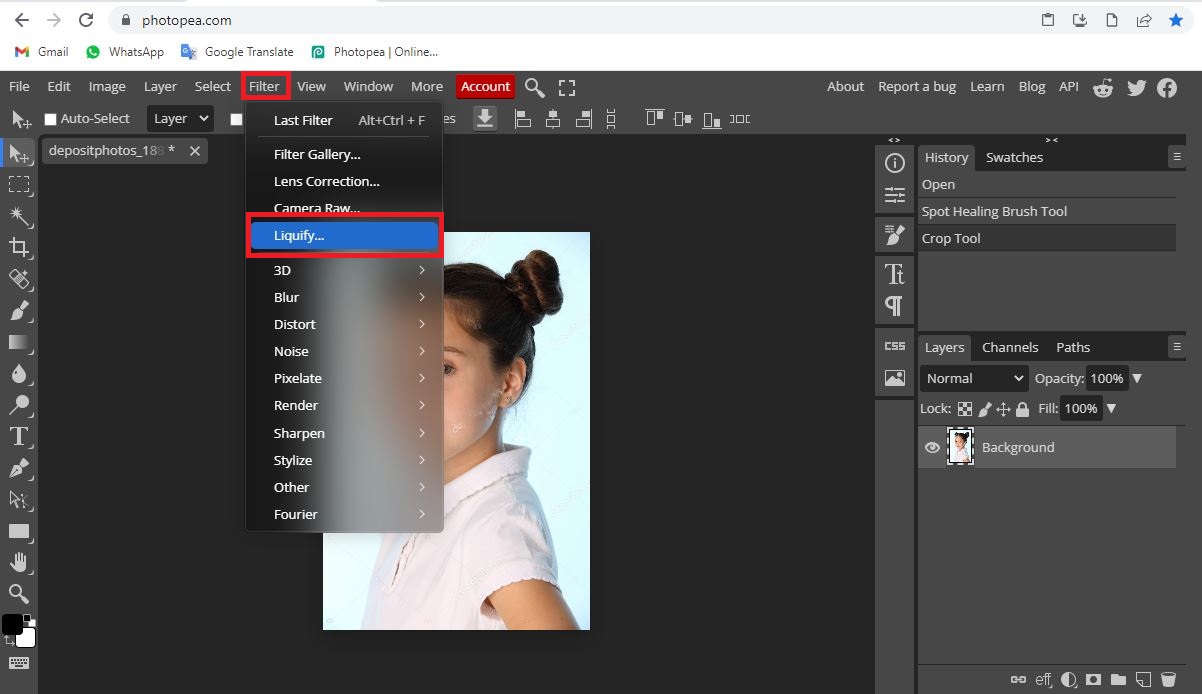 photopea.com
Gmail WhatsApp Google Translate Photopea | Online...
File Edit Image Layer Select Filter View Window More Account About Report a bug Learn Blog API
Auto-Select Layer
Last Filter Alt+Ctrl + F
depositphotos_188 *
Filter Gallery...
Lens Correction...
Camera Raw...
Liquify...
3D
Blur
Distort
Noise
Pixelate
Render
Sharpen
Stylize
Other
Fourier
CSS
History Swatches
Open
Spot Healing Brush Tool
Crop Tool
Layers Channels Paths
Normal Opacity: 100%
Lock: Fill: 100%
Background
eff